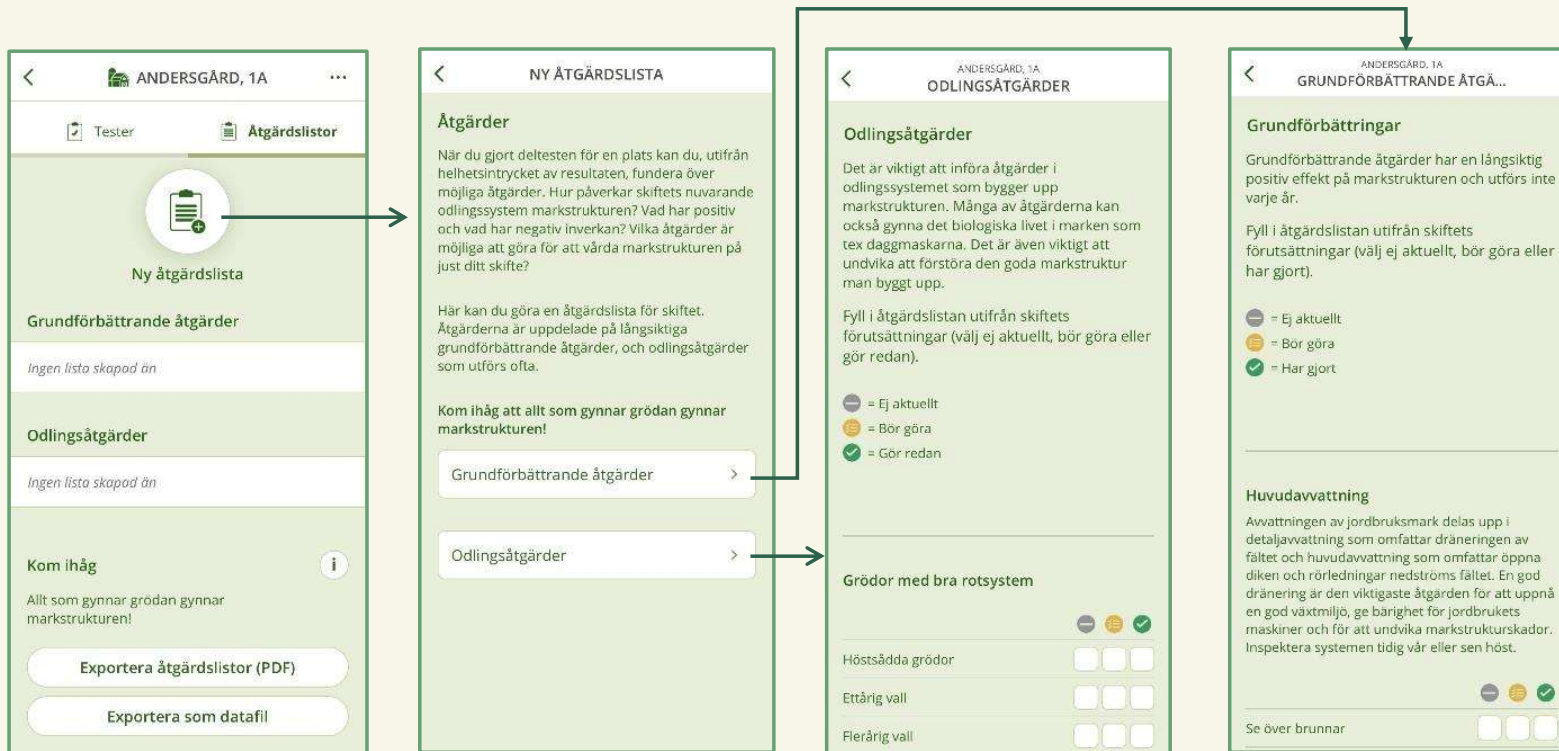 ANDERSGÅRD, 1A
Tester
Åtgärdslistor
Ny åtgärdslista
Grundförbättrande åtgärder
Ingen lista skapad än
Odlingsåtgärder
Ingen lista skapad än
Kom ihåg
i
Allt som gynnar grödan gynnar
markstrukturen!
Exportera åtgärdslistor (PDF)
Exportera som datafil
NY ÅTGÄRDSLISTA
Åtgärder
När du gjort deltesten för en plats kan du, utifrån
helhetsintrycket av resultaten, fundera över
möjliga åtgärder. Hur påverkar skiftets nuvarande
odlingssystem markstrukturen? Vad har positiv
och vad har negativ inverkan? Vilka åtgärder är
möjliga att göra för att vårda markstrukturen på
just ditt skifte?
Här kan du göra en åtgärdslista för skiftet.
Åtgärderna är uppdelade på långsiktiga
grundförbättrande åtgärder, och odlingsåtgärder
som utförs ofta.
Kom ihåg att allt som gynnar grödan gynnar
markstrukturen!
Grundförbättrande åtgärder
Odlingsåtgärder
ANDERSGÅRD, 1A
ODLINGSÅTGÄRDER
Odlingsåtgärder
Det är viktigt att införa åtgärder i
odlingssystemet som bygger upp
markstrukturen. Många av åtgärderna kan
också gynna det biologiska livet i marken som
tex daggmaskarna. Det är även viktigt att
undvika att förstöra den goda markstruktur
man byggt upp.
Fyll i åtgärdslistan utifrån skiftets
förutsättningar (välj ej aktuellt, bör göra eller
gör redan).
= Ej aktuellt
= Bör göra
= Gör redan
Grödor med bra rotsystem
Höstsådda grödor
Ettårig vall
Flerårig vall
ANDERSGÅRD, 1A
GRUNDFÖRBÄTTRANDE ÅTGÄ...
Grundförbättringar
Grundförbättrande åtgärder har en långsiktig
positiv effekt på markstrukturen och utförs inte
varje år.
Fyll i åtgärdslistan utifrån skiftets
förutsättningar (välj ej aktuellt, bör göra eller
har gjort).
= Ej aktuellt
= Bör göra
= Har gjort
Huvudavvattning
Avvattningen av jordbruksmark delas upp i
detaljavvattning som omfattar dräneringen av
fältet och huvudavvattning som omfattar öppna
diken och rörledningar nedströms fältet. En god
dränering är den viktigaste åtgärden för att uppnå
en god växtmiljö, ge bärighet för jordbrukets
maskiner och för att undvika markstrukturskador.
Inspektera systemen tidig vår eller sen höst.
Se över brunnar